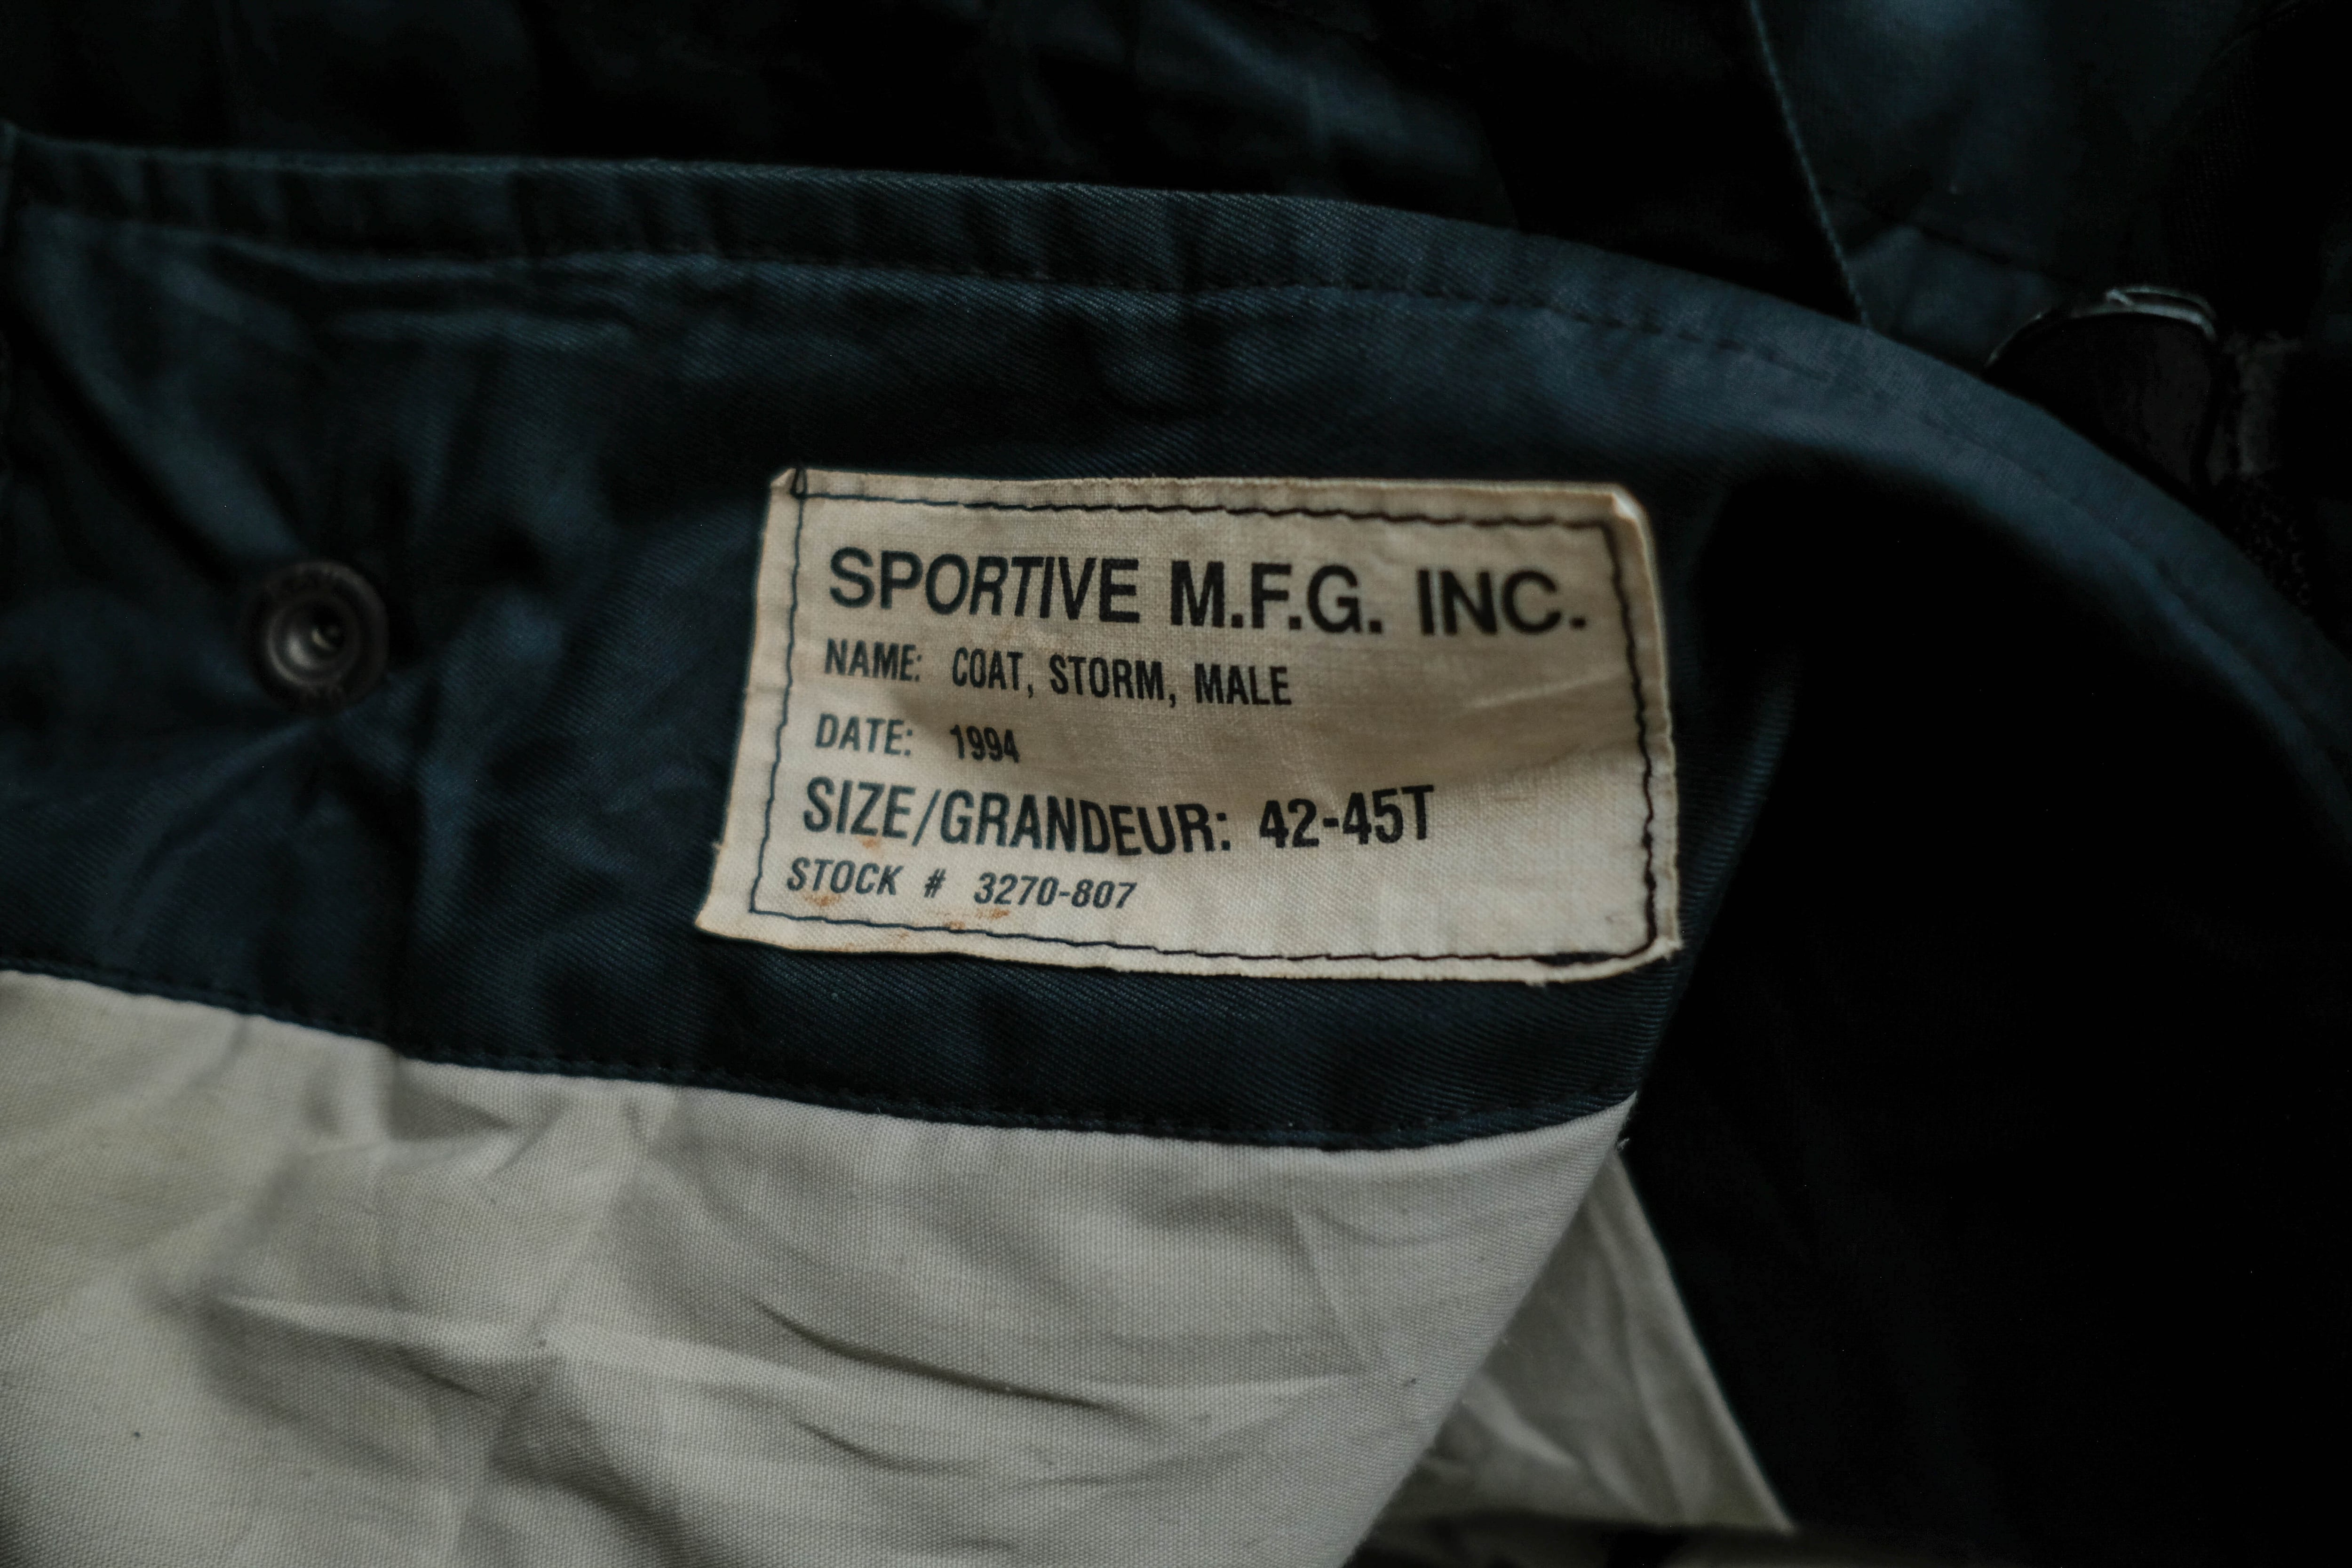 SPORTIVE M.F.G. INC.
NAME: COAT, STORM, MALE
DATE: 1994
SIZE/GRANDEUR: 42-45T
STOCK # 3270-807